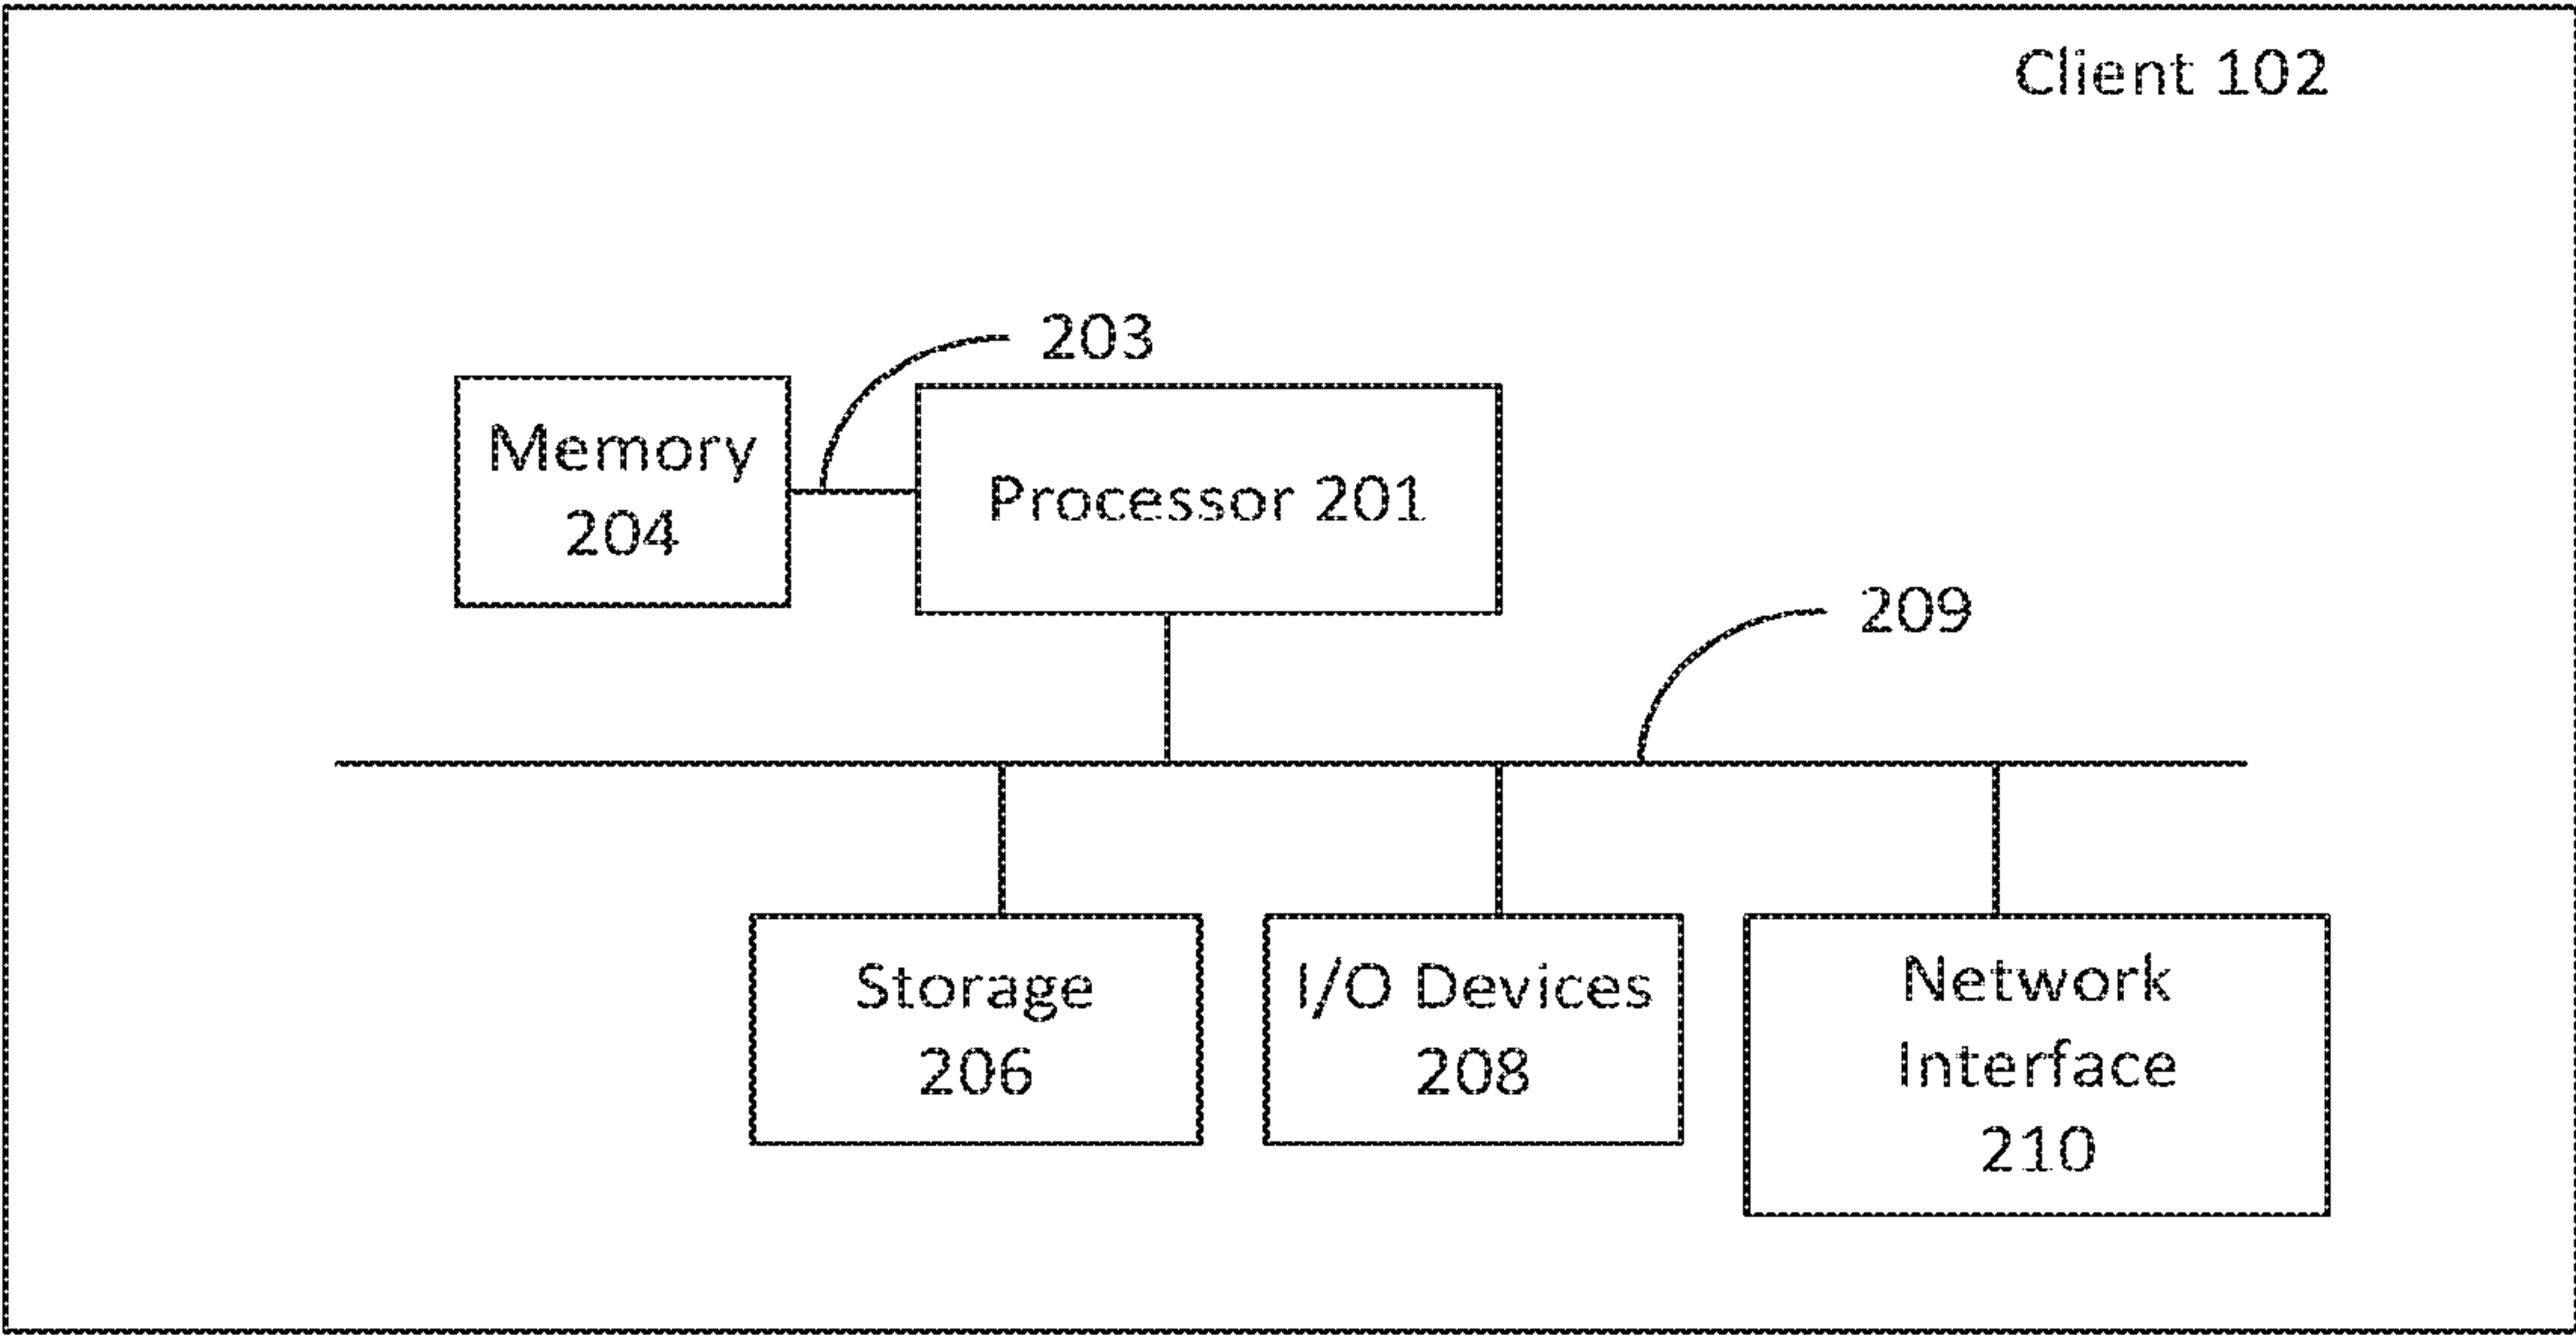 Client 102
203
Memory
204
Processor 201
209
Storage
206
I/O Devices
208
Network
Interface
210